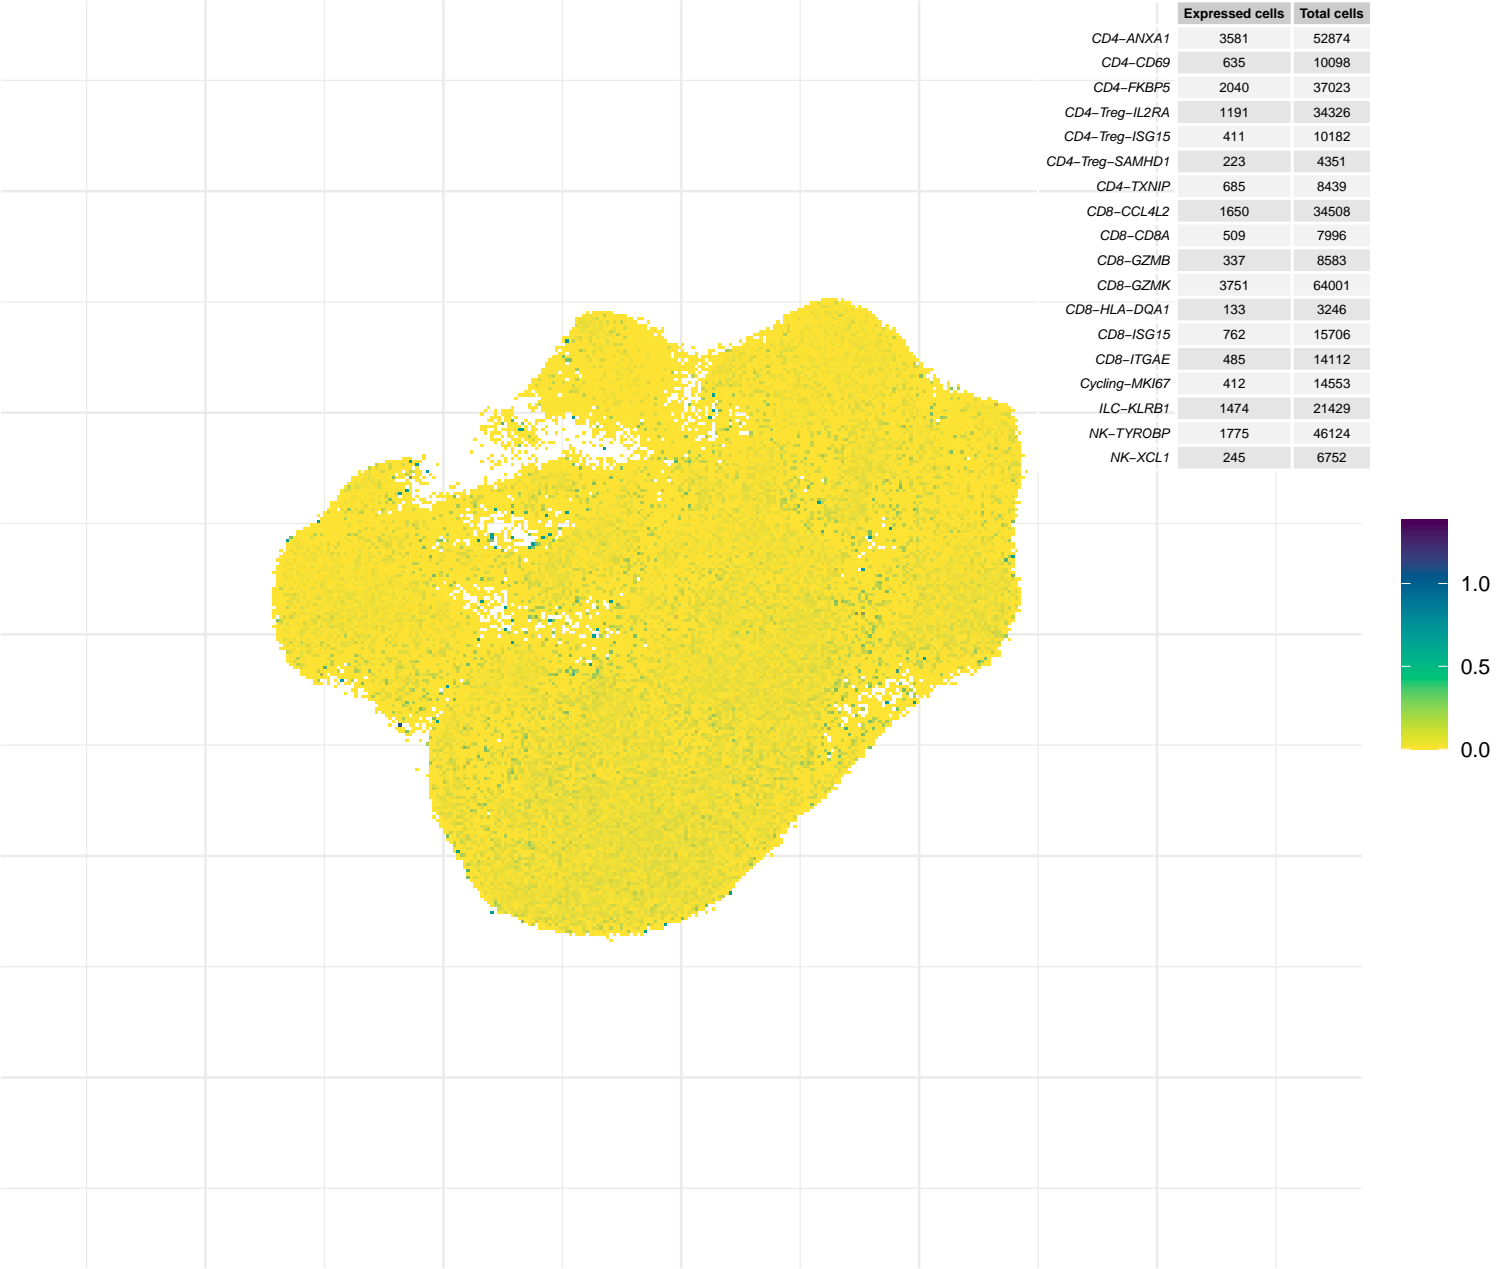 Expressed cells Total cells
CD4−ANXA1 3581 52874
CD4−CD69 635 10098
CD4−FKBP5 2040 37023
CD4−Treg−IL2RA 1191 34326
CD4−Treg−ISG15 411 10182
CD4−Treg−SAMHD1 223 4351
CD4−TXNIP 685 8439
CD8−CCL4L2 1650 34508
CD8−CD8A 509 7996
CD8−GZMB 337 8583
CD8−GZMK 3751 64001
CD8−HLA−DQA1 133 3246
CD8−ISG15 762 15706
CD8−ITGAE 485 14112
Cycling−MKI67 412 14553
ILC−KLRB1 1474 21429
NK−TYROBP 1775 46124
NK−XCL1 245 6752
1.0
0.5
0.0